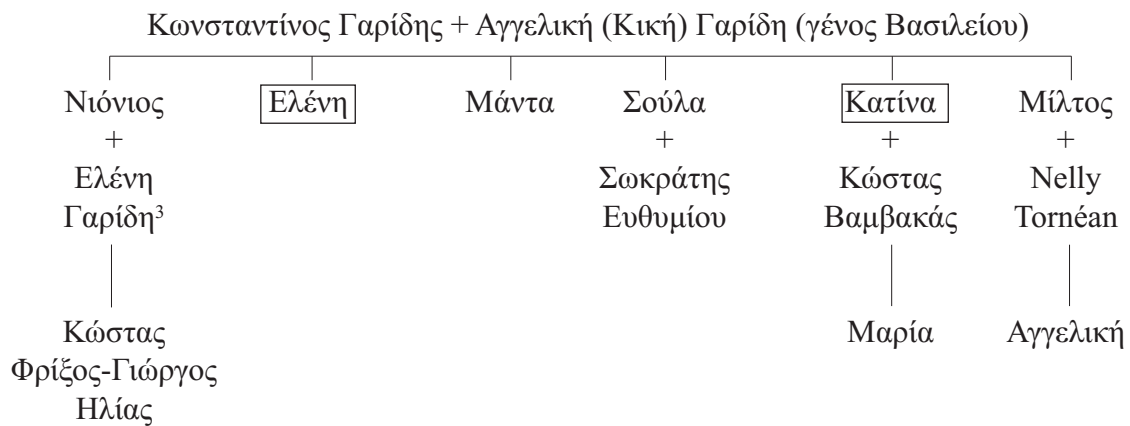 Κωνσταντίνος Γαρίδης + Αγγελική (Κική) Γαρίδη (γένος Βασιλείου)
Νιόνιος Ελένη Μάντα Σούλα Κατίνα Μίλτος
+ + + +
Ελένη Σωκράτης Κώστας Nelly
Γαρίδη³ Ευθυμίου Βαμβακάς Tornéan
Κώστας Μαρία Αγγελική
Φρίξος-Γιώργος
Ηλίας